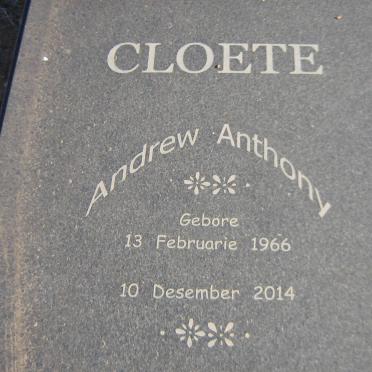 CLOETE
Andrew Anthony
Gebore
13 Februarie 1966
10 Desember 2014